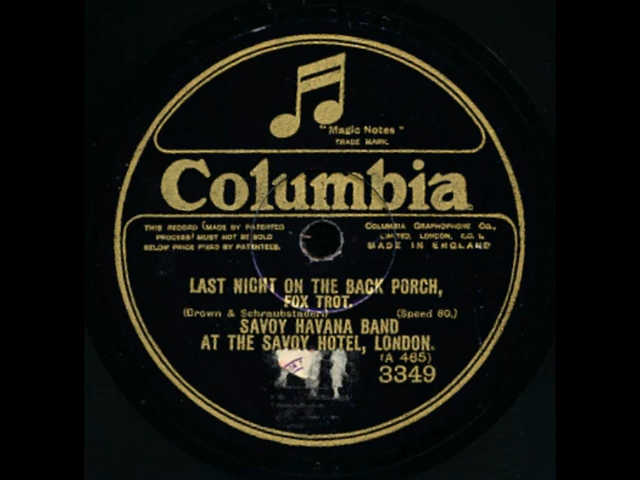 "Magic Notes"
TRADE MARK.
Columbia
THIS RECORD (MADE BY PATENTED
PROCESS) MUST NOT BE SOLD
BELOW PRICE FIXED BY PATENTEES.
COLUMBIA GRAPHOPHONE CO.,
LIMITED, LONDON, E.C. 1.
MADE IN ENGLAND
LAST NIGHT ON THE BACK PORCH,
FOX TROT.
(Brown & Schraubstader) (Speed 80.)
SAVOY HAVANA BAND
AT THE SAVOY HOTEL, LONDON.
(A 465)
3349